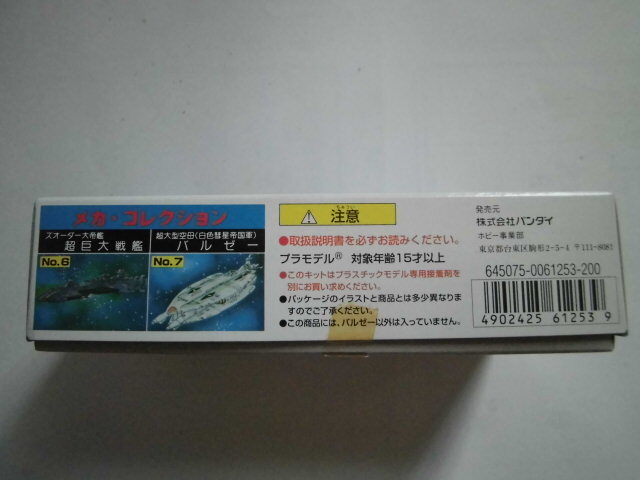 メカ・コレクション
ズオーダー大帝艦
超巨大戦艦
No.6
超大型空母(白色彗星帝国軍)
バルゼー
No.7
ちゅうい
! 注意
●取扱説明書を必ずお読みください。
プラモデル® 対象年齢15才以上
●このキットはプラスチックモデル専用接着剤を
別にお買い求めください。
●パッケージのイラストと商品とは多少異なりま
すのでご了承ください。
●この商品には、バルゼー以外は入っていません。
発売元
株式会社バンダイ
ホビー事業部
東京都台東区駒形2-5-4 〒111-8081
645075-0061253-200
4902425 612539